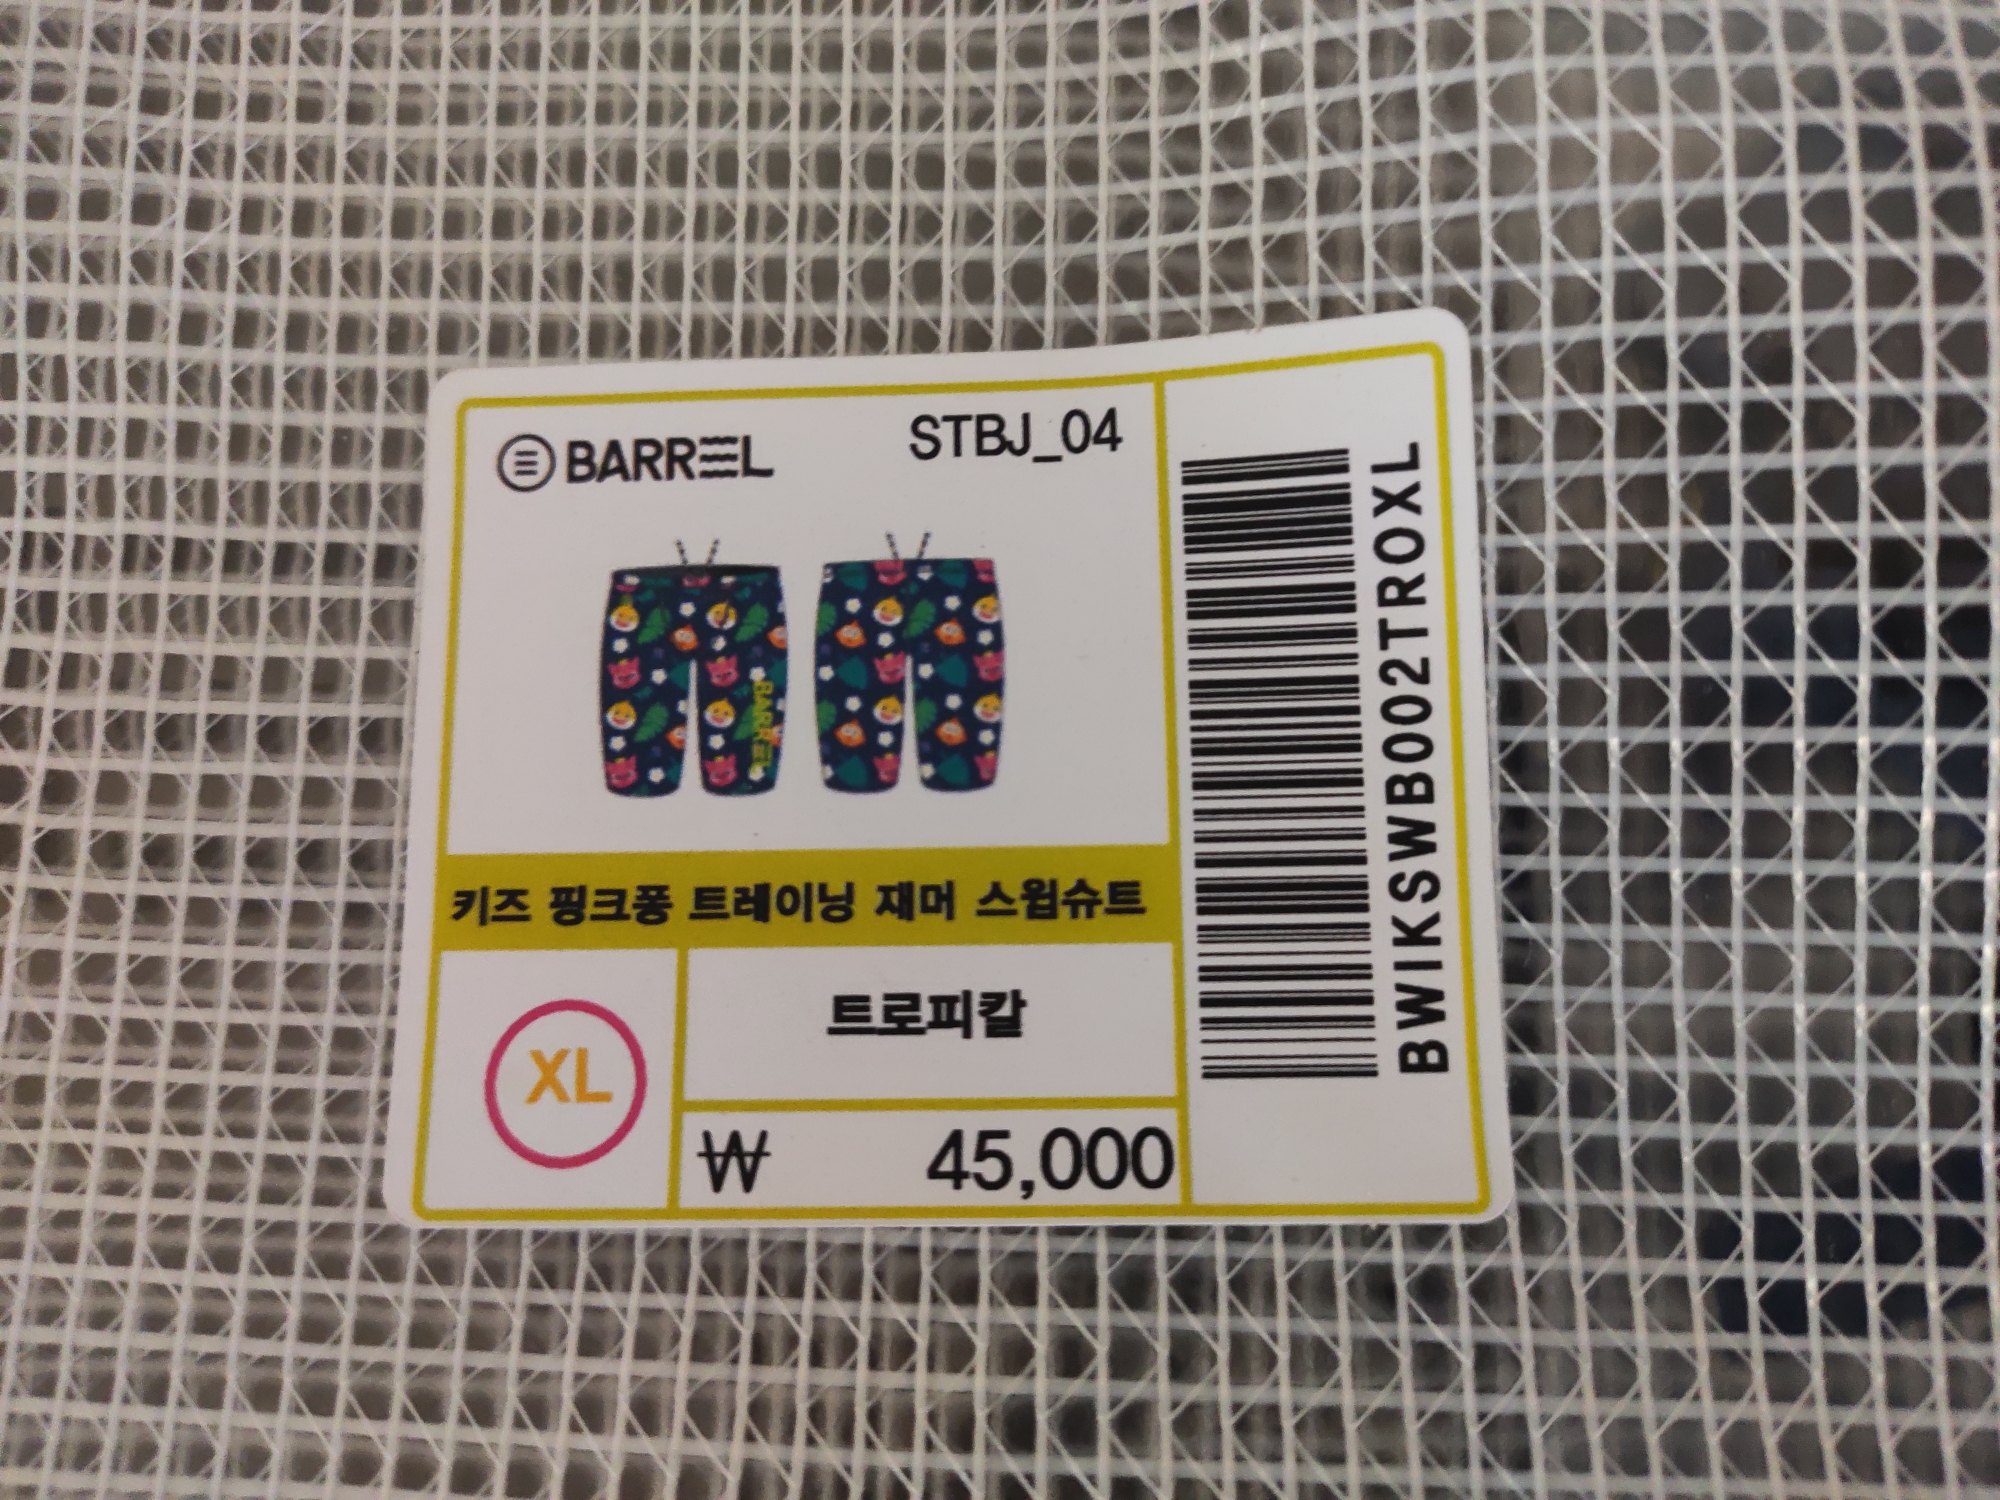 BARREL
STBJ_04
BARREL
키즈 핑크퐁 트레이닝 재머 스윔슈트
XL
트로피칼
₩ 45,000
BWIKSWB002TROXL